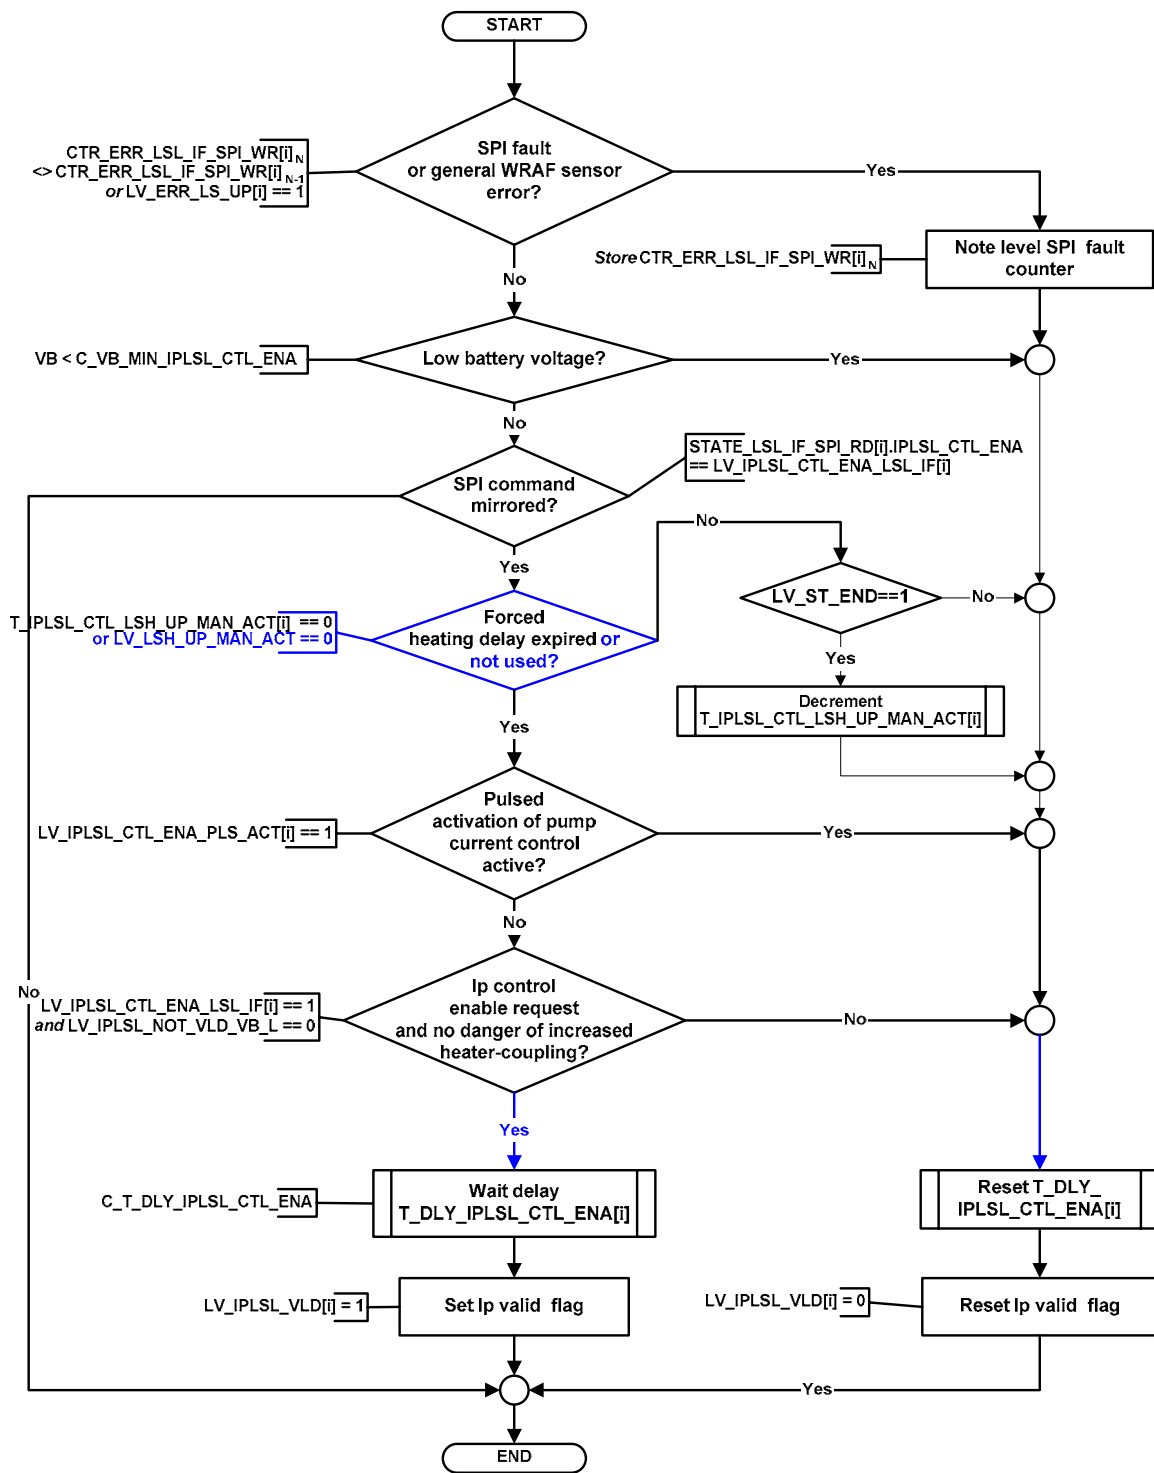 START
CTR_ERR_LSL_IF_SPI_WR[i]N
<> CTR_ERR_LSL_IF_SPI_WR[i]N-1
or LV_ERR_LS_UP[i] == 1
SPI fault
or general WRAF sensor
error?
Yes
Store CTR_ERR_LSL_IF_SPI_WR[i]N
Note level SPI fault
counter
No
VB < C_VB_MIN_IPLSL_CTL_ENA
Low battery voltage?
Yes
No
STATE_LSL_IF_SPI_RD[i].IPLSL_CTL_ENA
== LV_IPLSL_CTL_ENA_LSL_IF[i]
SPI command
mirrored?
No
Yes
LV_ST_END==1
No
T_IPLSL_CTL_LSH_UP_MAN_ACT[i] == 0
or LV_LSH_UP_MAN_ACT == 0
Forced
heating delay expired or
not used?
Yes
Decrement
T_IPLSL_CTL_LSH_UP_MAN_ACT[i]
Yes
LV_IPLSL_CTL_ENA_PLS_ACT[i] == 1
Pulsed
activation of pump
current control
active?
Yes
No
No
LV_IPLSL_CTL_ENA_LSL_IF[i] == 1
and LV_IPLSL_NOT_VLD_VB_L == 0
Ip control
enable request
and no danger of increased
heater-coupling?
No
Yes
C_T_DLY_IPLSL_CTL_ENA
Wait delay
T_DLY_IPLSL_CTL_ENA[i]
Reset T_DLY_
IPLSL_CTL_ENA[i]
LV_IPLSL_VLD[i] = 1
Set Ip valid flag
LV_IPLSL_VLD[i] = 0
Reset Ip valid flag
Yes
END